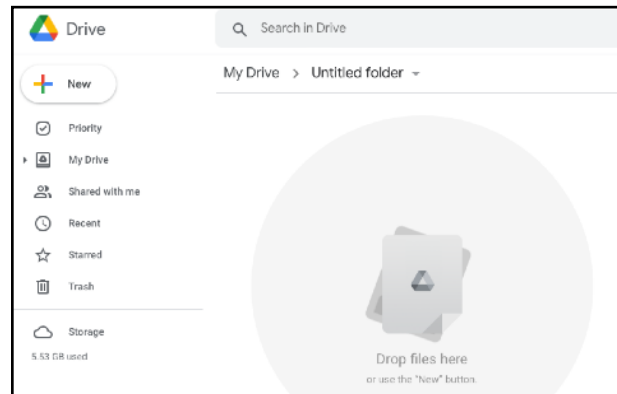 Drive
Search in Drive
My Drive > Untitled folder
New
Priority
My Drive
Shared with me
Recent
Starred
Trash
Storage
5.53 GB used
Drop files here
or use the "New" button.